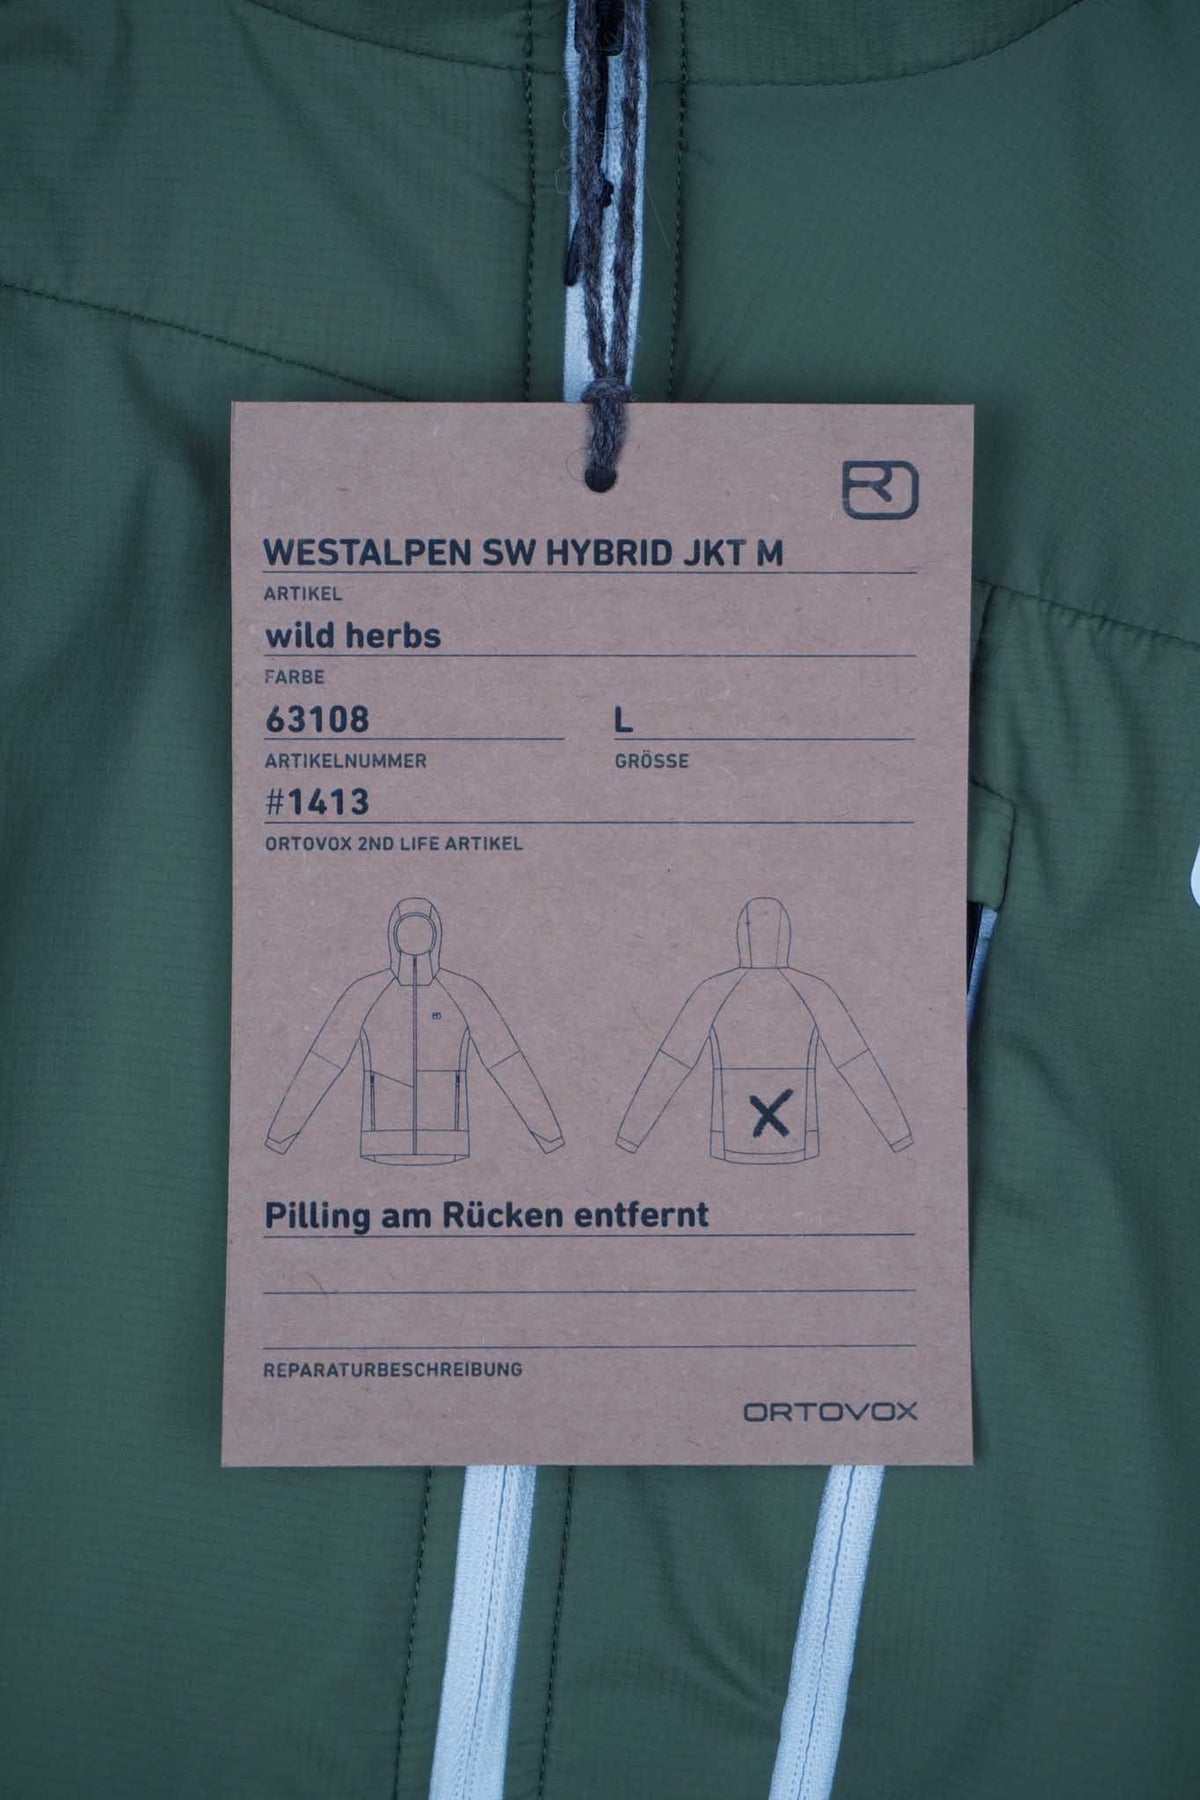 WESTALPEN SW HYBRID JKT M
ARTIKEL
wild herbs
FARBE
63108 L
ARTIKELNUMMER GRÖSSE
#1413
ORTOVOX 2ND LIFE ARTIKEL
X
Pilling am Rücken entfernt
REPARATURBESCHREIBUNG
ORTOVOX